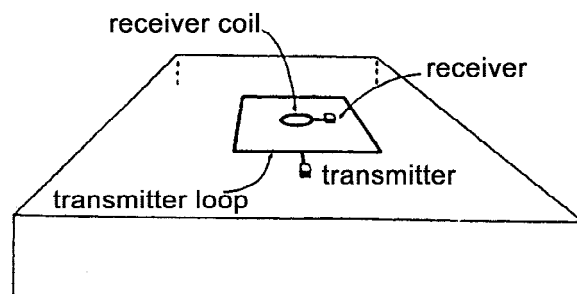 receiver coil
receiver
transmitter
transmitter loop